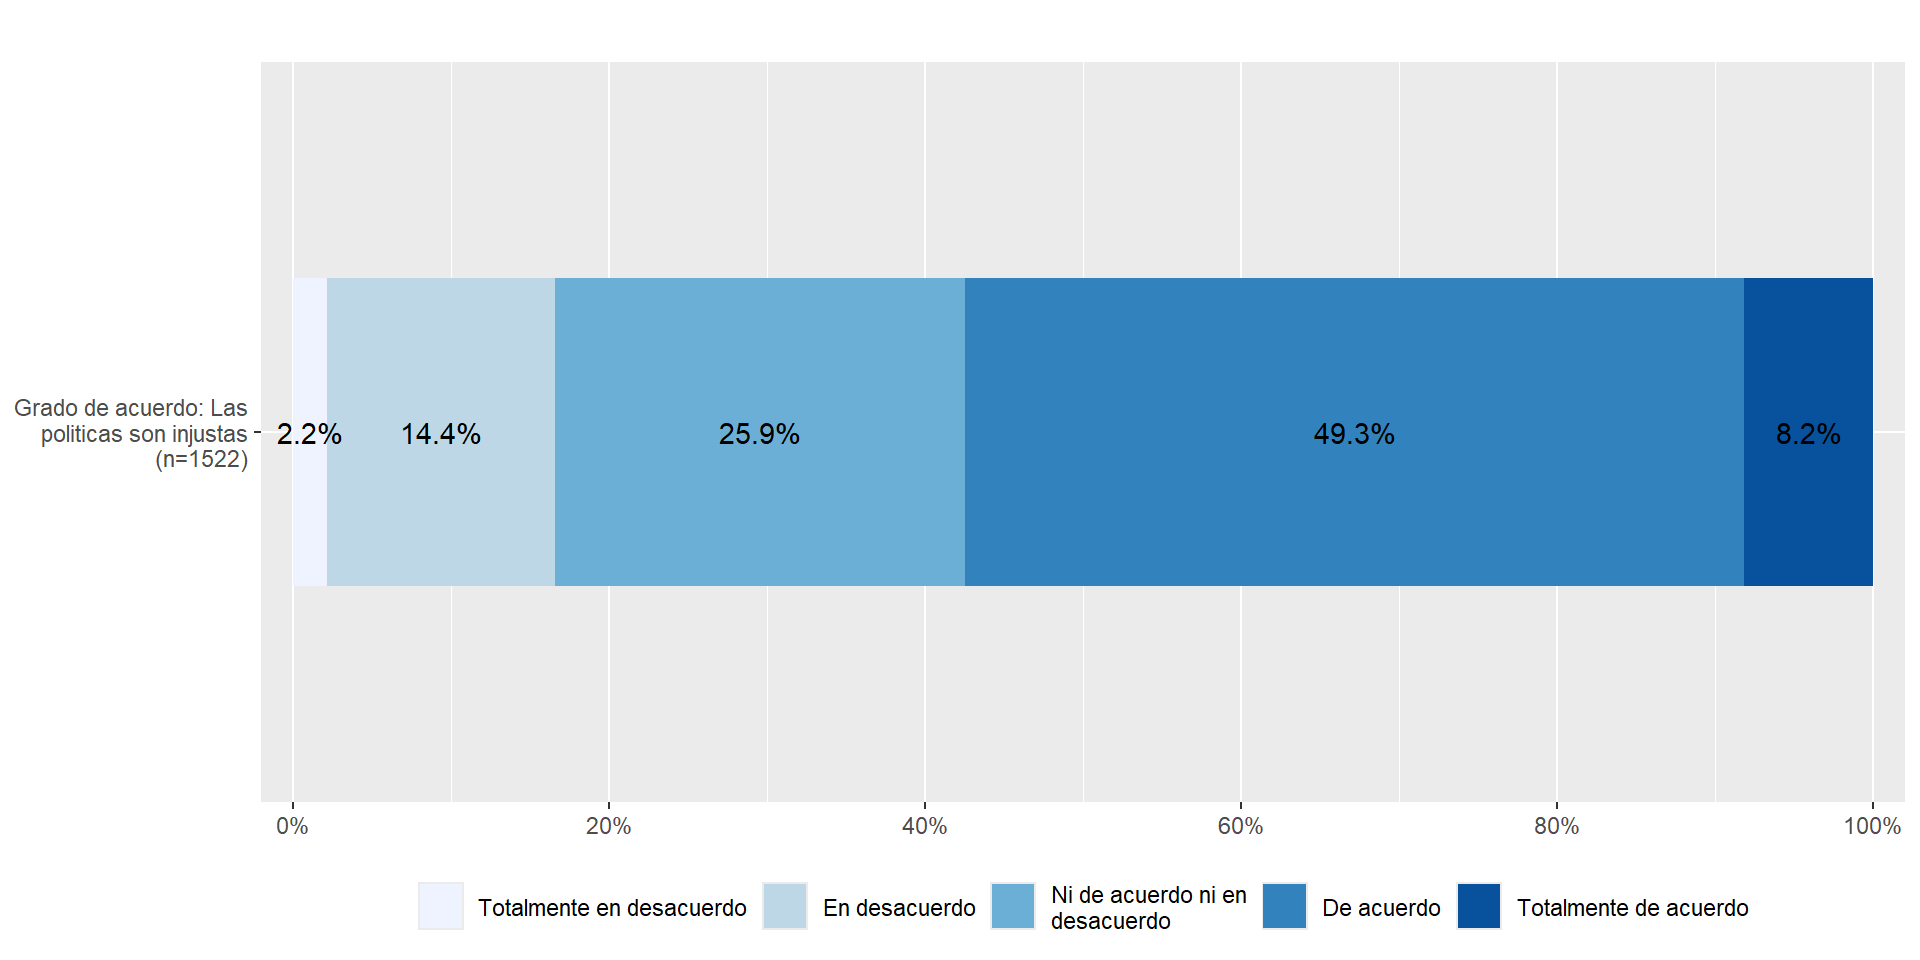 Grado de acuerdo: Las
politicas son injustas
(n=1522)
2.2%
14.4%
25.9%
49.3%
8.2%
0%
20%
40%
60%
80%
100%
Totalmente en desacuerdo
En desacuerdo
Ni de acuerdo ni en
desacuerdo
De acuerdo
Totalmente de acuerdo